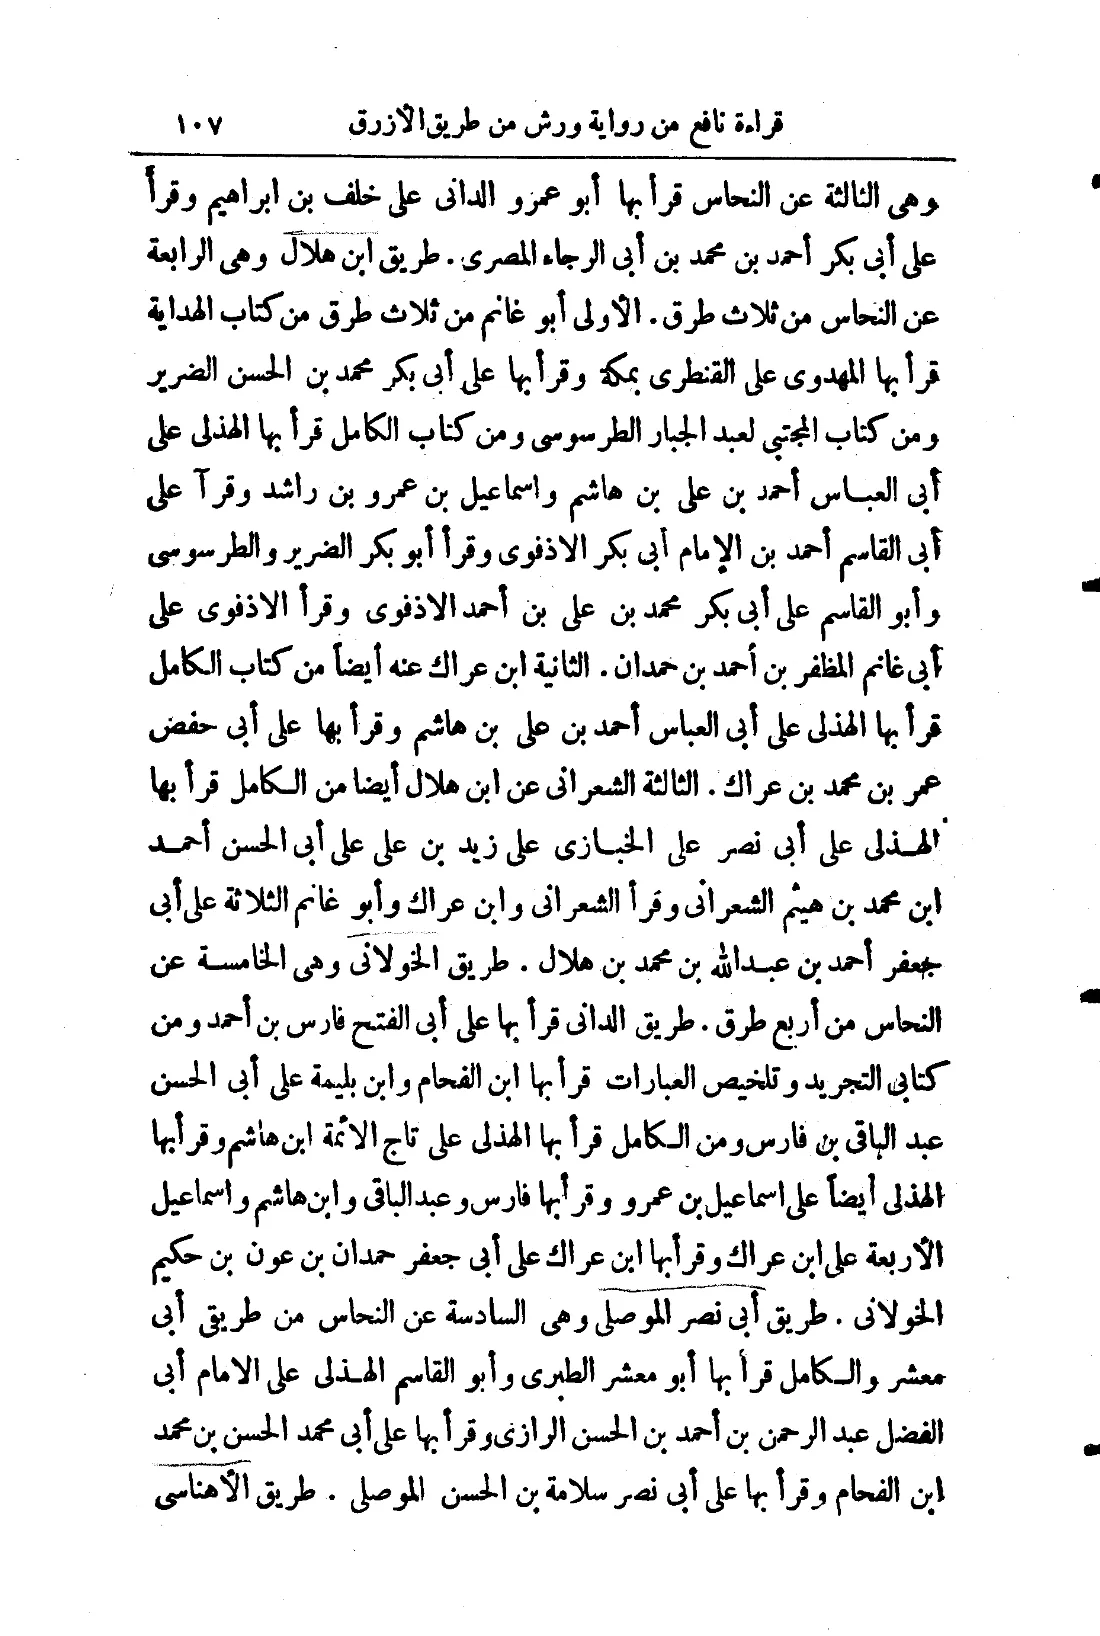 قراءة نافع من رواية ورش من طريق الأزرق ١٠٧
وهى الثالثة عن النحاس قرأ بها أبو عمرو الدانى على خلف بن ابراهيم وقرأ
على أبى بكر أحمد بن محمد بن أبى الرجاء المصرى . طريق ابن هلال وهى الرابعة
عن النحاس من ثلاث طرق . الأولى أبو غانم من ثلاث طرق من كتاب الهداية
قرأ بها المهدوى على القنطرى بمكة وقرأ بها على أبى بكر محمد بن الحسن الضرير
ومن كتاب المجتبى لعبد الجبار الطرسوسى ومن كتاب الكامل قرأ بها الهذلى على
أبى العباس أحمد بن على بن هاشم واسماعيل بن عمرو بن راشد وقرآ على
أبى القاسم أحمد بن الإمام أبى بكر الاذفوى وقرأ أبو بكر الضرير والطرسوسى
وأبو القاسم على أبى بكر محمد بن على بن أحمد الاذفوى وقرأ الاذفوى على
أبى غانم المظفر بن أحمد بن حمدان . الثانية ابن عراك عنه أيضاً من كتاب الكامل
قرأ بها الهذلى على أبى العباس أحمد بن على بن هاشم وقرأ بها على أبى حفض
عمر بن محمد بن عراك . الثالثة الشعرانى عن ابن هلال أيضا من الكامل قرأ بها
الهذلى على أبى نصر على الخبازى على زيد بن على على أبى الحسن أحمد
ابن محمد بن هيثم الشعرانى وقرأ الشعرانى وابن عراك وأبو غانم الثلاثة على أبى
جعفر أحمد بن عبدالله بن محمد بن هلال . طريق الخولانى وهى الخامسة عن
النحاس من أربع طرق . طريق الدانى قرأ بها على أبى الفتح فارس بن أحمد ومن
كتابى التجريد وتلخيص العبارات قرأ بها ابن الفحام وابن بليمة على أبى الحسن
عبد الباقى بن فارس ومن الكامل قرأ بها الهذلى على تاج الائمة ابن هاشم وقرأ بها
الهذلى أيضاً على اسماعيل بن عمرو وقرأ بها فارس وعبد الباقى وابن هاشم واسماعيل
الأربعة على ابن عراك وقرأ بها ابن عراك على أبى جعفر حمدان بن عون بن حكيم
الخولانى . طريق أبى نصر الموصلى وهى السادسة عن النحاس من طريقى أبى
معشر والكامل قرأ بها أبو معشر الطبرى وأبو القاسم الهذلى على الامام أبى
الفضل عبد الرحمن بن أحمد بن الحسن الرازى وقرأ بها على أبى محمد الحسن بن محمد
ابن الفحام وقرأ بها على أبى نصر سلامة بن الحسن الموصلى . طريق الأهناسى